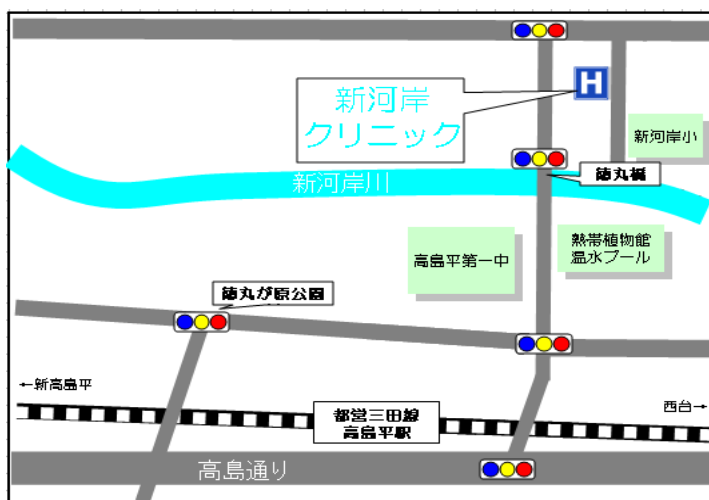 H
新河岸
クリニック
新河岸小
徳丸橋
新河岸川
高島平第一中
熱帯植物館
温水プール
徳丸が原公園
←新高島平
西台→
都営三田線
高島平駅
高島通り